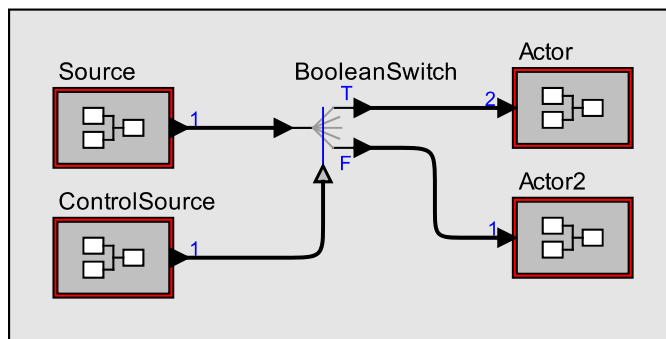 Source
1
BooleanSwitch
T
F
Actor
2
ControlSource
1
Actor2
1